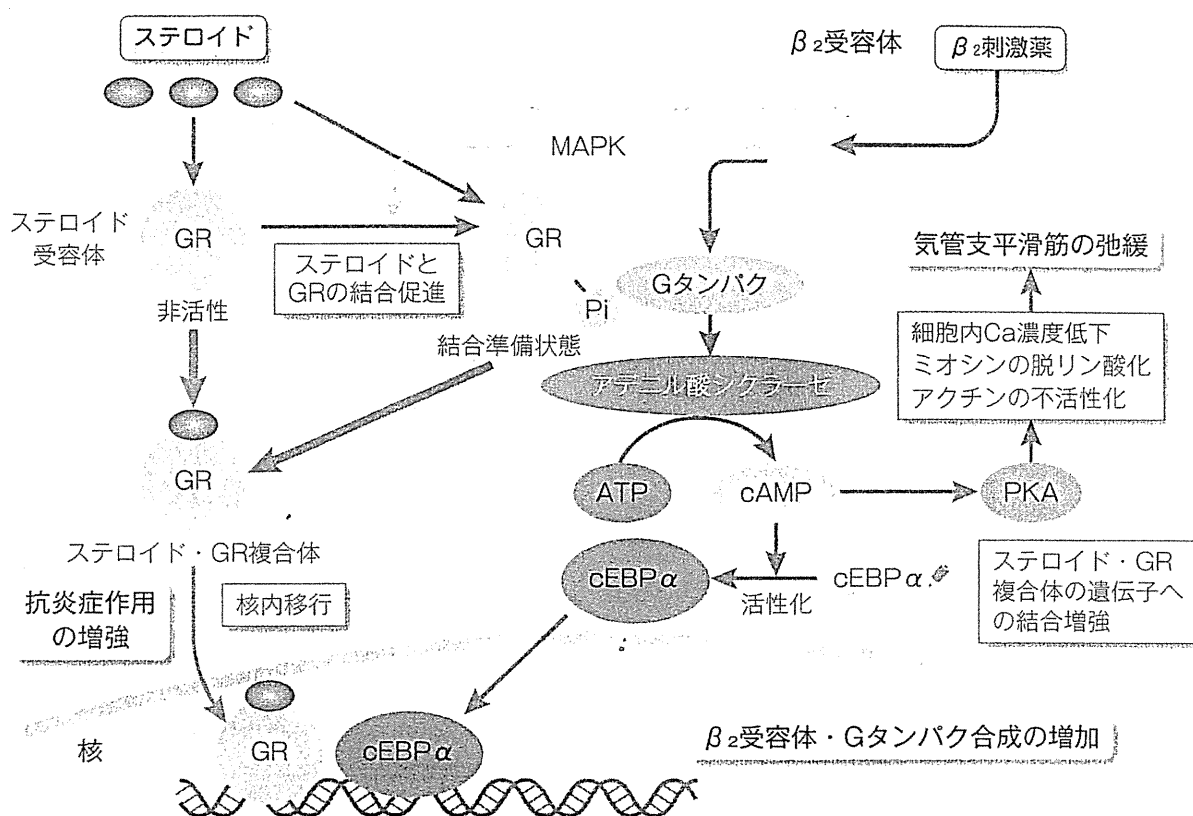 ステロイド
β2受容体
β2刺激薬
MAPK
ステロイド
受容体
GR
GR
ステロイドと
GRの結合促進
非活性
Pi
Gタンパク
気管支平滑筋の弛緩
結合準備状態
アデニル酸シクラーゼ
細胞内Ca濃度低下
ミオシンの脱リン酸化
アクチンの不活性化
GR
ATP
cAMP
PKA
ステロイド・GR複合体
cEBPα
活性化
cEBPα
ステロイド・GR
複合体の遺伝子へ
の結合増強
抗炎症作用
の増強
核内移行
核
GR
cEBPα
β2受容体・Gタンパク合成の増加